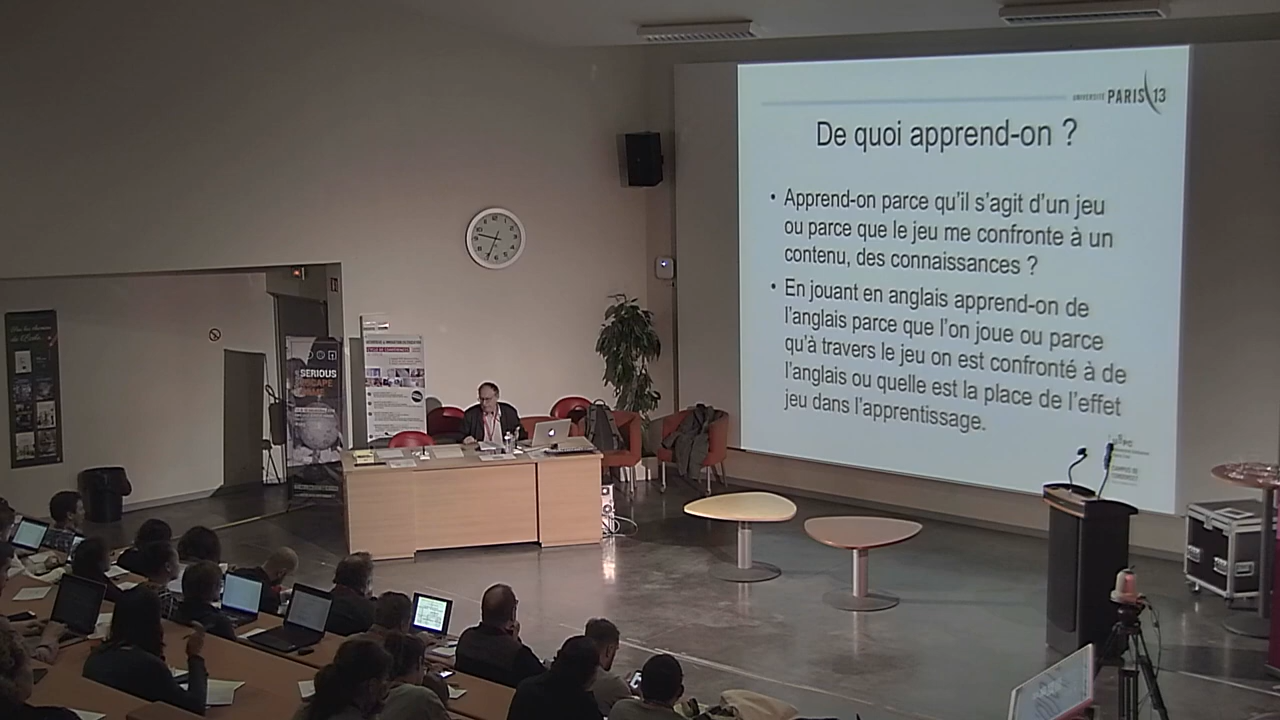 UNIVERSITÉ PARIS 13
De quoi apprend-on ?
• Apprend-on parce qu'il s'agit d'un jeu
ou parce que le jeu me confronte à un
contenu, des connaissances ?
• En jouant en anglais apprend-on de
l'anglais parce que l'on joue ou parce
qu'à travers le jeu on est confronté à de
l'anglais ou quelle est la place de l'effet
jeu dans l'apprentissage.
SERIOUS
ESCAPE
GAME